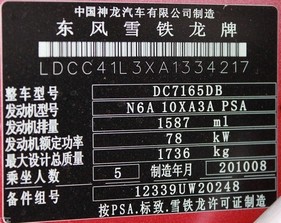 中国神龙汽车有限公司制造
东风雪铁龙牌
LDCC41L3XA1334217
整车型号 DC7165DB
发动机型号 N6A 10XA3A PSA
发动机排量 1587 ml
发动机额定功率 78 kW
最大设计总质量 1736 kg
乘坐人数 5 制造年月 201008
备件组号 12339UW20248
按PSA.标致.雪铁龙许可证制造